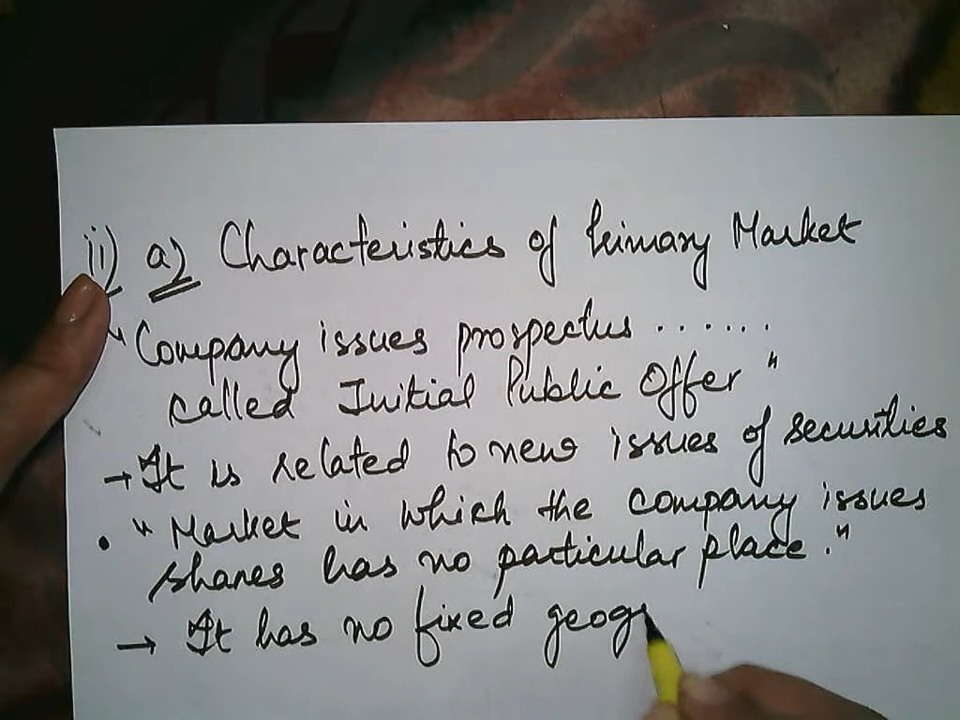 ii) a) Characteristics of Primary Market
"Company issues prospectus ......
called Initial Public Offer"
→ It is related to new issues of securities
• "Market in which the company issues
shares has no particular place."
→ It has no fixed geog